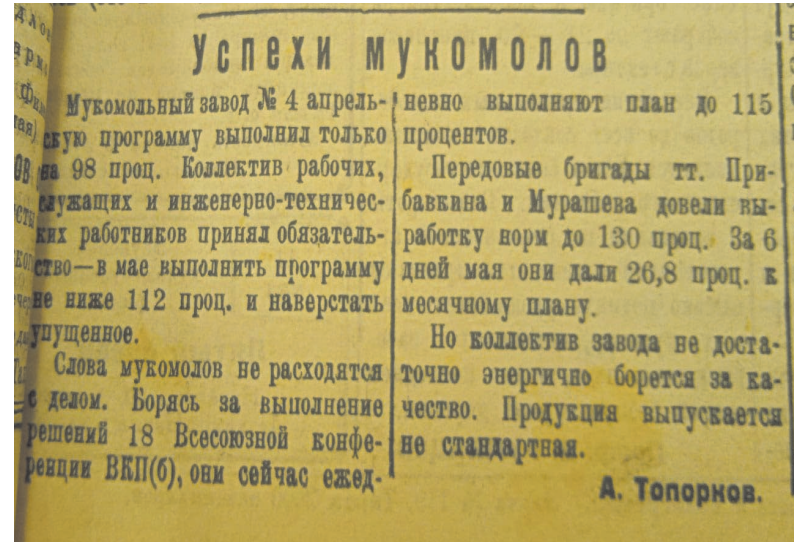 Успехи мукомолов
Мукомольный завод № 4 апрель-
скую программу выполнил только
на 98 проц. Коллектив рабочих,
служащих и инженерно-техничес-
ких работников принял обязатель-
ство—в мае выполнить программу
не ниже 112 проц. и наверстать
упущенное.
Слова мукомолов не расходятся
с делом. Борясь за выполнение
решений 18 Всесоюзной конфе-
ренции ВКП(б), они сейчас ежед-
невно выполняют план до 115
процентов.
Передовые бригады тт. При-
бавкина и Мурашева довели вы-
работку норм до 130 проц. За 6
дней мая они дали 26,8 проц. к
месячному плану.
Но коллектив завода не доста-
точно энергично борется за ка-
чество. Продукция выпускается
не стандартная.
А. Топорков.